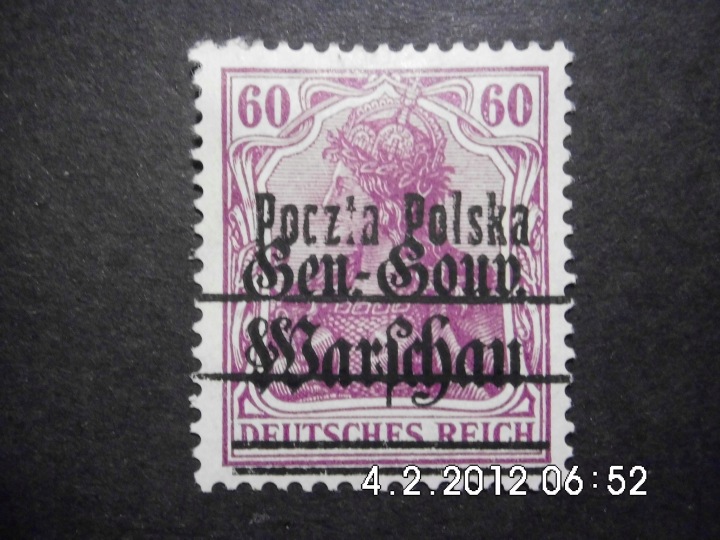 60 60
Poczta Polska
Gen.-Gouv.
Warschau
DEUTSCHES REICH
4.2.2012 06:52